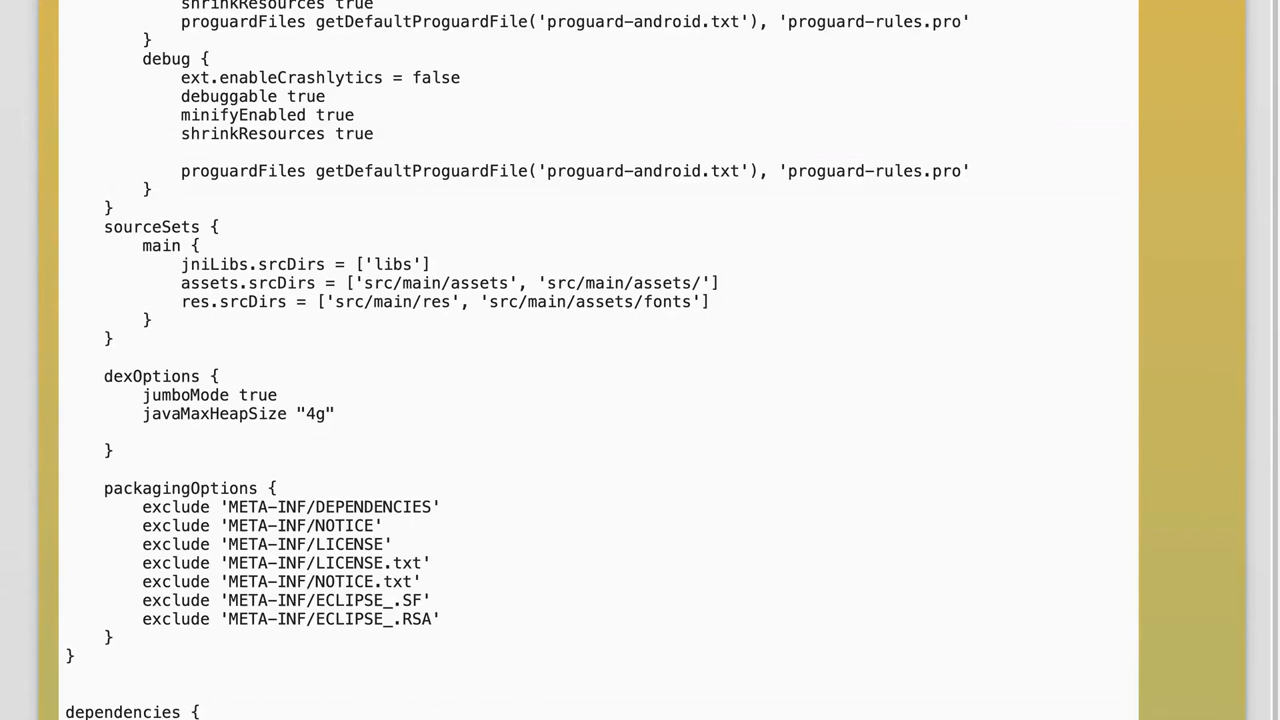 shrinkResources true
proguardFiles getDefaultProguardFile('proguard-android.txt'), 'proguard-rules.pro'
}
debug {
ext.enableCrashlytics = false
debuggable true
minifyEnabled true
shrinkResources true
proguardFiles getDefaultProguardFile('proguard-android.txt'), 'proguard-rules.pro'
}
}
sourceSets {
main {
jniLibs.srcDirs = ['libs']
assets.srcDirs = ['src/main/assets', 'src/main/assets/']
res.srcDirs = ['src/main/res', 'src/main/assets/fonts']
}
}
dexOptions {
jumboMode true
javaMaxHeapSize "4g"
}
packagingOptions {
exclude 'META-INF/DEPENDENCIES'
exclude 'META-INF/NOTICE'
exclude 'META-INF/LICENSE'
exclude 'META-INF/LICENSE.txt'
exclude 'META-INF/NOTICE.txt'
exclude 'META-INF/ECLIPSE_.SF'
exclude 'META-INF/ECLIPSE_.RSA'
}
}
dependencies {